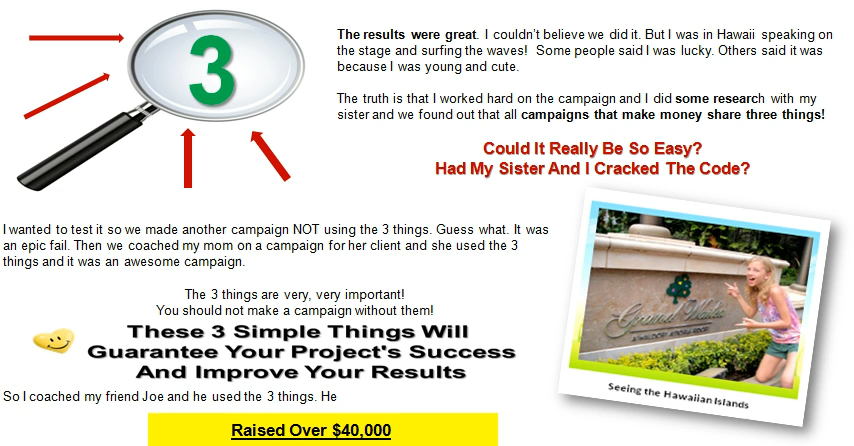 3
The results were great. I couldn't believe we did it. But I was in Hawaii speaking on
the stage and surfing the waves! Some people said I was lucky. Others said it was
because I was young and cute.
The truth is that I worked hard on the campaign and I did some research with my
sister and we found out that all campaigns that make money share three things!
Could It Really Be So Easy?
Had My Sister And I Cracked The Code?
I wanted to test it so we made another campaign NOT using the 3 things. Guess what. It was
an epic fail. Then we coached my mom on a campaign for her client and she used the 3
things and it was an awesome campaign.
The 3 things are very, very important!
You should not make a campaign without them!
These 3 Simple Things Will
Guarantee Your Project's Success
And Improve Your Results
Grand Wailea
Seeing the Hawaiian Islands
So I coached my friend Joe and he used the 3 things. He
Raised Over $40,000